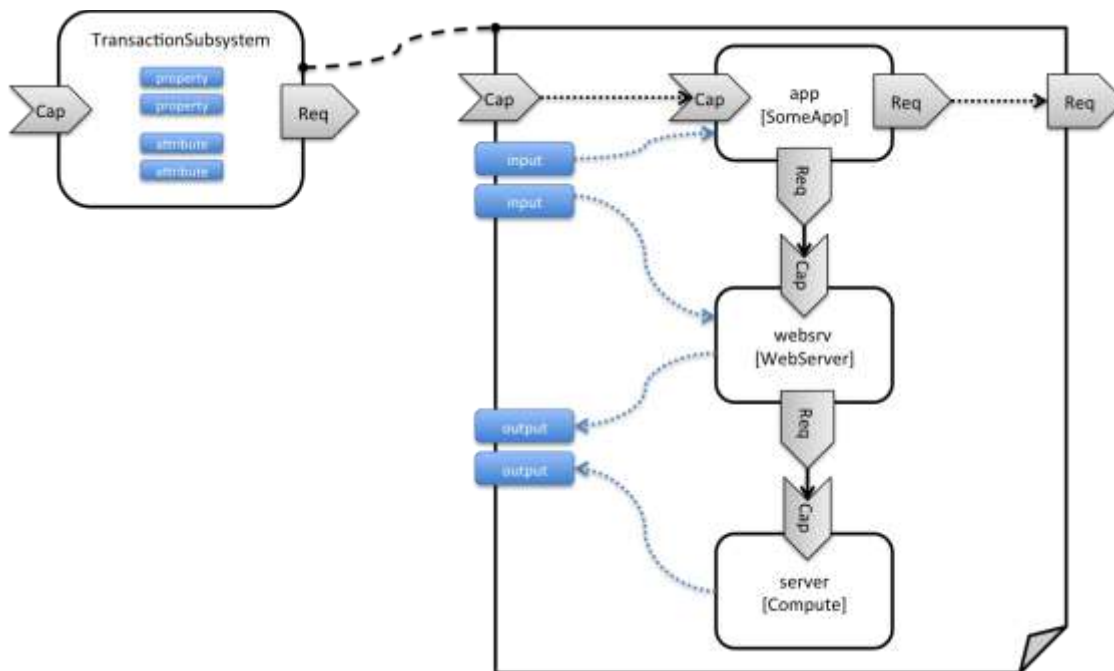 TransactionSubsystem
property
property
attribute
attribute
Cap
Req
Cap
Cap
app
[SomeApp]
Req
Req
input
input
Req
Cap
websrv
[WebServer]
output
output
Req
Cap
server
[Compute]